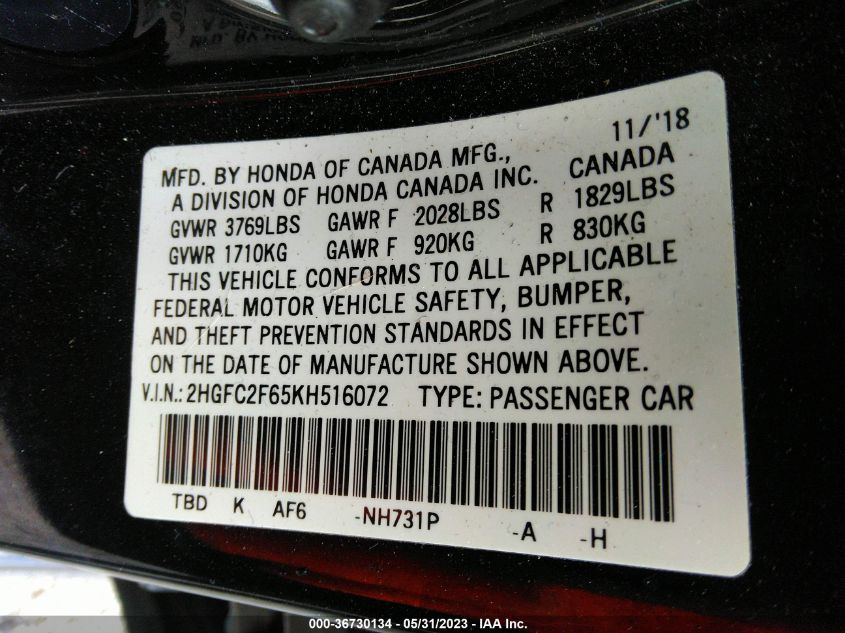 11/'18
MFD. BY HONDA OF CANADA MFG.,
A DIVISION OF HONDA CANADA INC. CANADA
GVWR 3769LBS GAWR F 2028LBS R 1829LBS
GVWR 1710KG GAWR F 920KG R 830KG
THIS VEHICLE CONFORMS TO ALL APPLICABLE
FEDERAL MOTOR VEHICLE SAFETY, BUMPER,
AND THEFT PREVENTION STANDARDS IN EFFECT
ON THE DATE OF MANUFACTURE SHOWN ABOVE.
V.I.N.: 2HGFC2F65KH516072 TYPE: PASSENGER CAR
TBD K AF6 -NH731P -A -H
000-36730134 - 05/31/2023 - IAA Inc.